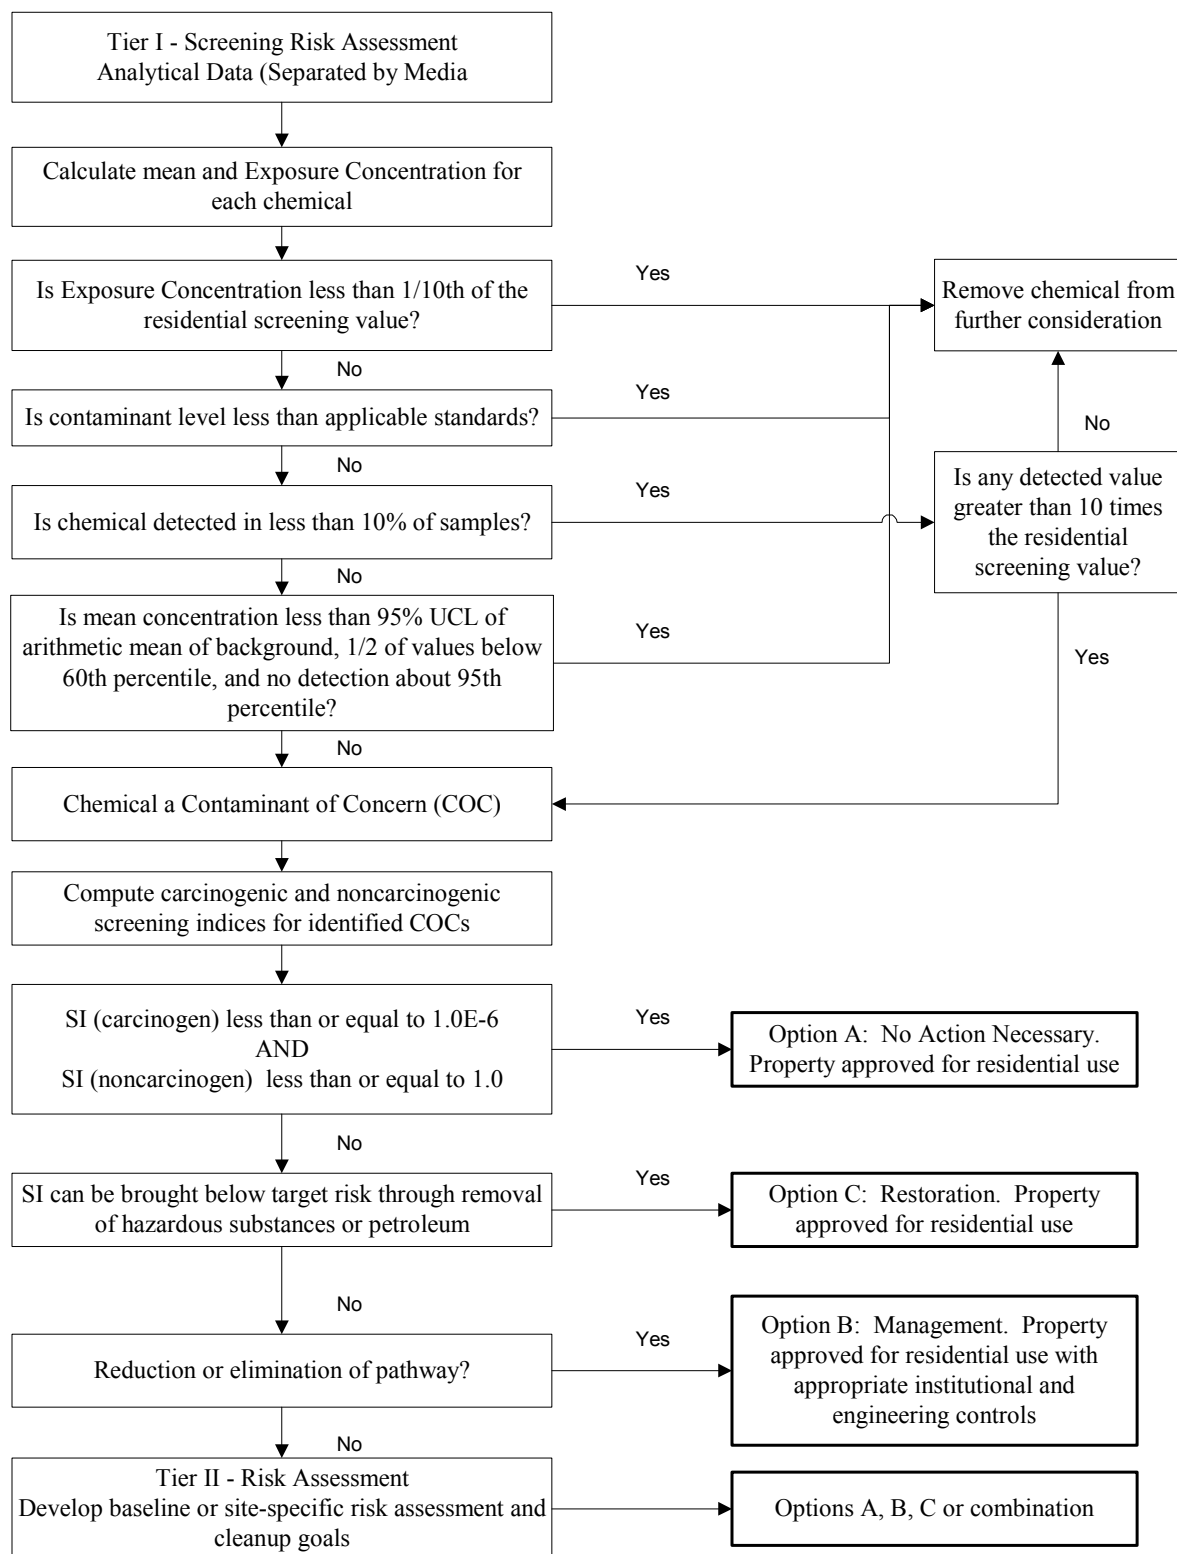 Tier I - Screening Risk Assessment
Analytical Data (Separated by Media
Calculate mean and Exposure Concentration for
each chemical
Is Exposure Concentration less than 1/10th of the
residential screening value?
Yes
Remove chemical from
further consideration
No
Is contaminant level less than applicable standards?
Yes
No
No
Is chemical detected in less than 10% of samples?
Yes
Is any detected value
greater than 10 times
the residential
screening value?
No
Is mean concentration less than 95% UCL of
arithmetic mean of background, 1/2 of values below
60th percentile, and no detection about 95th
percentile?
Yes
Yes
No
Chemical a Contaminant of Concern (COC)
Compute carcinogenic and noncarcinogenic
screening indices for identified COCs
SI (carcinogen) less than or equal to 1.0E-6
AND
SI (noncarcinogen) less than or equal to 1.0
Yes
Option A: No Action Necessary.
Property approved for residential use
No
SI can be brought below target risk through removal
of hazardous substances or petroleum
Yes
Option C: Restoration. Property
approved for residential use
No
Reduction or elimination of pathway?
Yes
Option B: Management. Property
approved for residential use with
appropriate institutional and
engineering controls
No
Tier II - Risk Assessment
Develop baseline or site-specific risk assessment and
cleanup goals
Options A, B, C or combination